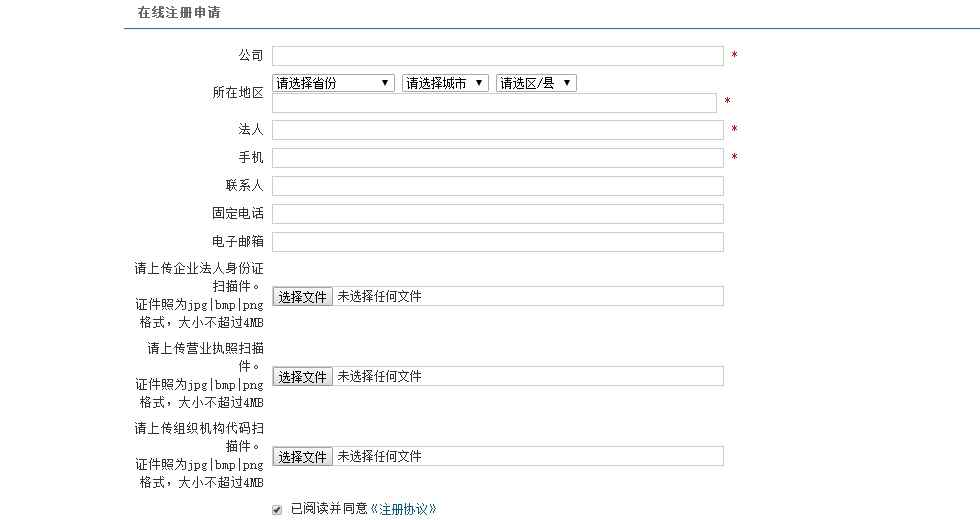 在线注册申请
公司 *
所在地区 请选择省份 请选择城市 请选区/县
*
法人 *
手机 *
联系人
固定电话
电子邮箱
请上传企业法人身份证
扫描件。
证件照为jpg|bmp|png
格式，大小不超过4MB
选择文件 未选择任何文件
请上传营业执照扫描
件。
证件照为jpg|bmp|png
格式，大小不超过4MB
选择文件 未选择任何文件
请上传组织机构代码扫
描件。
证件照为jpg|bmp|png
格式，大小不超过4MB
选择文件 未选择任何文件
已阅读并同意《注册协议》